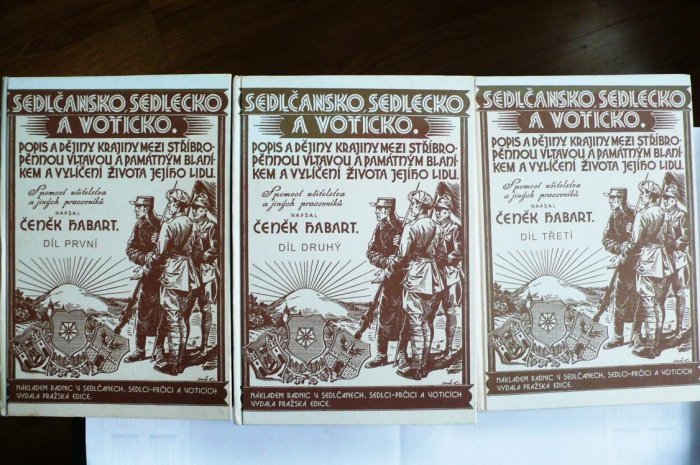 SEDLČANSKO, SEDLECKO
A VOTICKO.
POPIS A DĚJINY KRAJINY MEZI STŘÍBRO-
PĚNNOU VLTAVOU A PAMÁTNÝM BLANÍ-
KEM A VYLÍČENÍ ŽIVOTA JEJÍHO LIDU.
S pomocí učitelstva
a jiných pracovníků
NAPSAL
ČENĚK HABART.
DÍL PRVNÍ
NÁKLADEM RADNIC V SEDLČANECH, SEDLCI-PRČICI A VOTICÍCH
VYDALA PRAŽSKÁ EDICE.
SEDLČANSKO, SEDLECKO
A VOTICKO.
POPIS A DĚJINY KRAJINY MEZI STŘÍBRO-
PĚNNOU VLTAVOU A PAMÁTNÝM BLANÍ-
KEM A VYLÍČENÍ ŽIVOTA JEJÍHO LIDU.
S pomocí učitelstva
a jiných pracovníků
NAPSAL
ČENĚK HABART.
DÍL DRUHÝ
NÁKLADEM RADNIC V SEDLČANECH, SEDLCI-PRČICI A VOTICÍCH
VYDALA PRAŽSKÁ EDICE.
SEDLČANSKO, SEDLECKO
A VOTICKO.
POPIS A DĚJINY KRAJINY MEZI STŘÍBRO-
PĚNNOU VLTAVOU A PAMÁTNÝM BLANÍ-
KEM A VYLÍČENÍ ŽIVOTA JEJÍHO LIDU.
S pomocí učitelstva
a jiných pracovníků
NAPSAL
ČENĚK HABART.
DÍL TŘETÍ
NÁKLADEM RADNIC V SEDLČANECH, SEDLCI-PRČICI A VOTICÍCH
VYDALA PRAŽSKÁ EDICE.